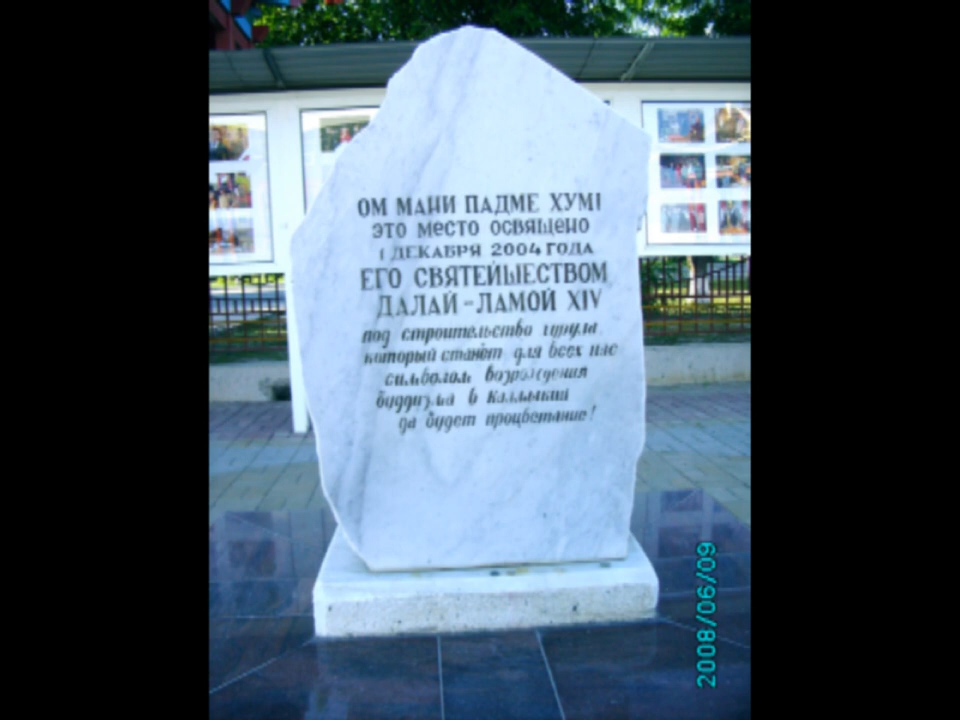 ОМ МАНИ ПАДМЕ ХУМ!
ЭТО МЕСТО ОСВЯЩЕНО
1 ДЕКАБРЯ 2004 ГОДА
ЕГО СВЯТЕЙШЕСТВОМ
ДАЛАЙ-ЛАМОЙ XIV
под строительство хурула
который станет для всех нас
символом возрождения
буддизма в Калмыкии
да будет процветание!
2008/06/09